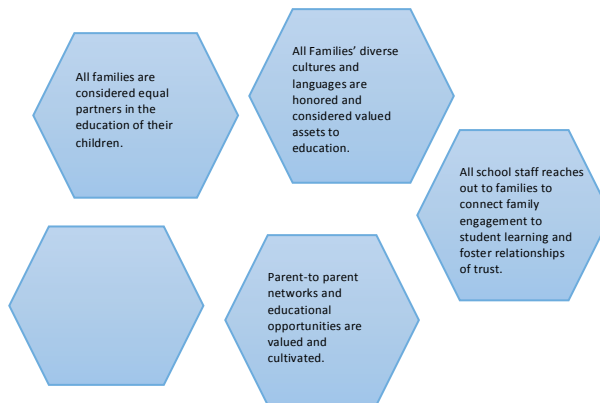 All families are
considered equal
partners in the
education of their
children.
All Families' diverse
cultures and
languages are
honored and
considered valued
assets to
education.
All school staff reaches
out to families to
connect family
engagement to
student learning and
foster relationships
of trust.
Parent-to parent
networks and
educational
opportunities are
valued and
cultivated.